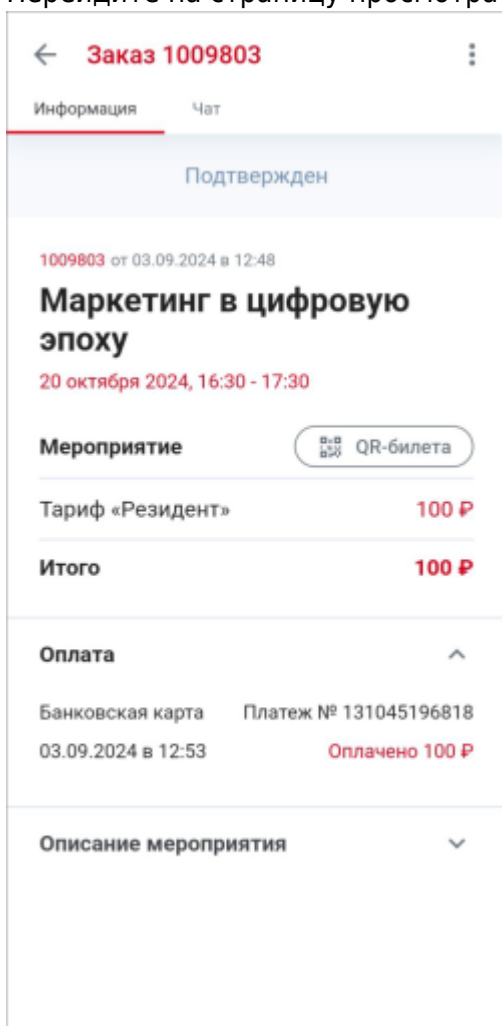 Перейдите на страницу просмотра
Заказ 1009803
Информация Чат
Подтвержден
1009803 от 03.09.2024 в 12:48
Маркетинг в цифровую
эпоху
20 октября 2024, 16:30 - 17:30
Мероприятие QR-билета
Тариф «Резидент» 100 ₽
Итого 100 ₽
Оплата
Банковская карта Платеж № 131045196818
03.09.2024 в 12:53 Оплачено 100 ₽
Описание мероприятия